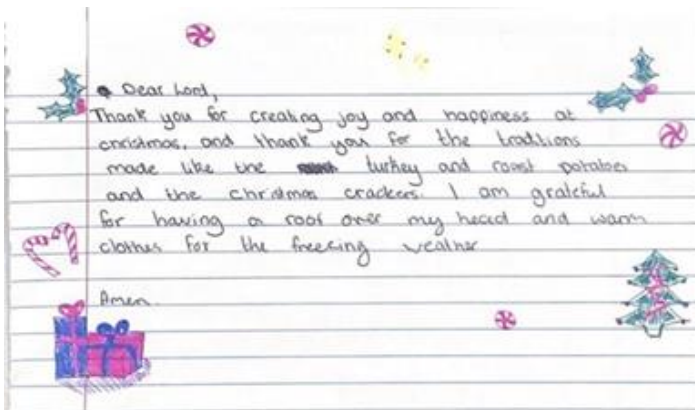 Dear Lord,
Thank you for creating joy and happiness at
christmas, and thank you for the traditions
made like the turkey and roast potatoes
and the christmas crackers. I am grateful
for having a roof over my head and warm
clothes for the freezing weather
Amen.